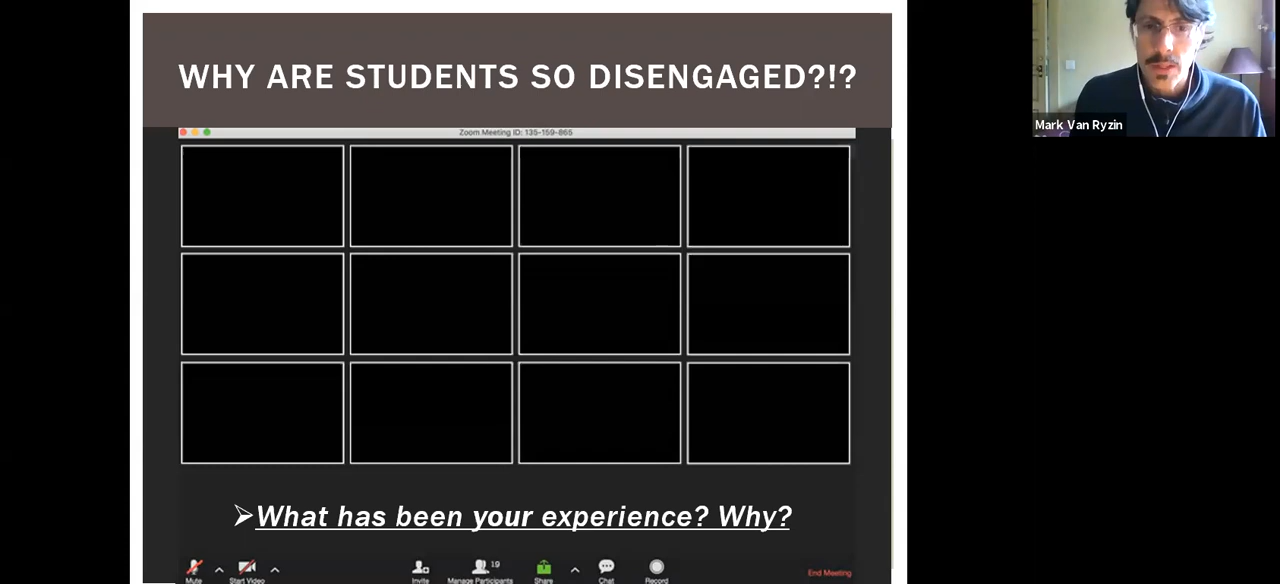 WHY ARE STUDENTS SO DISENGAGED?!?
Zoom Meeting ID: 135-159-865
Mark Van Ryzin
➢What has been your experience? Why?
19
Mute Start Video Invite Manage Participants Share Chat Record End Meeting